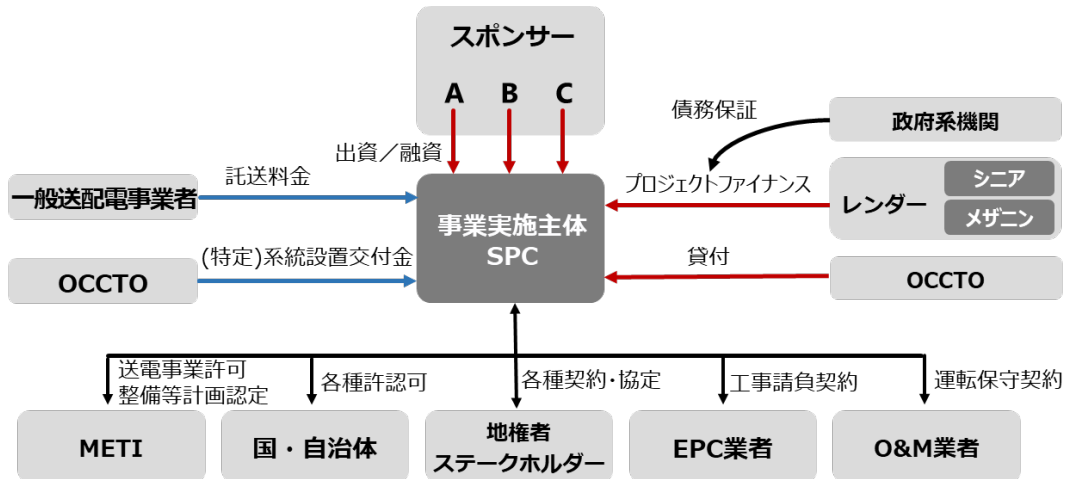 スポンサー
A B C
債務保証
政府系機関
出資／融資
託送料金
プロジェクトファイナンス
シニア
一般送配電事業者
レンダー
メザニン
事業実施主体
SPC
(特定)系統設置交付金
貸付
OCCTO
OCCTO
送電事業許可
整備等計画認定
各種許認可
各種契約・協定
工事請負契約
運転保守契約
METI
国・自治体
地権者
ステークホルダー
EPC業者
O&M業者